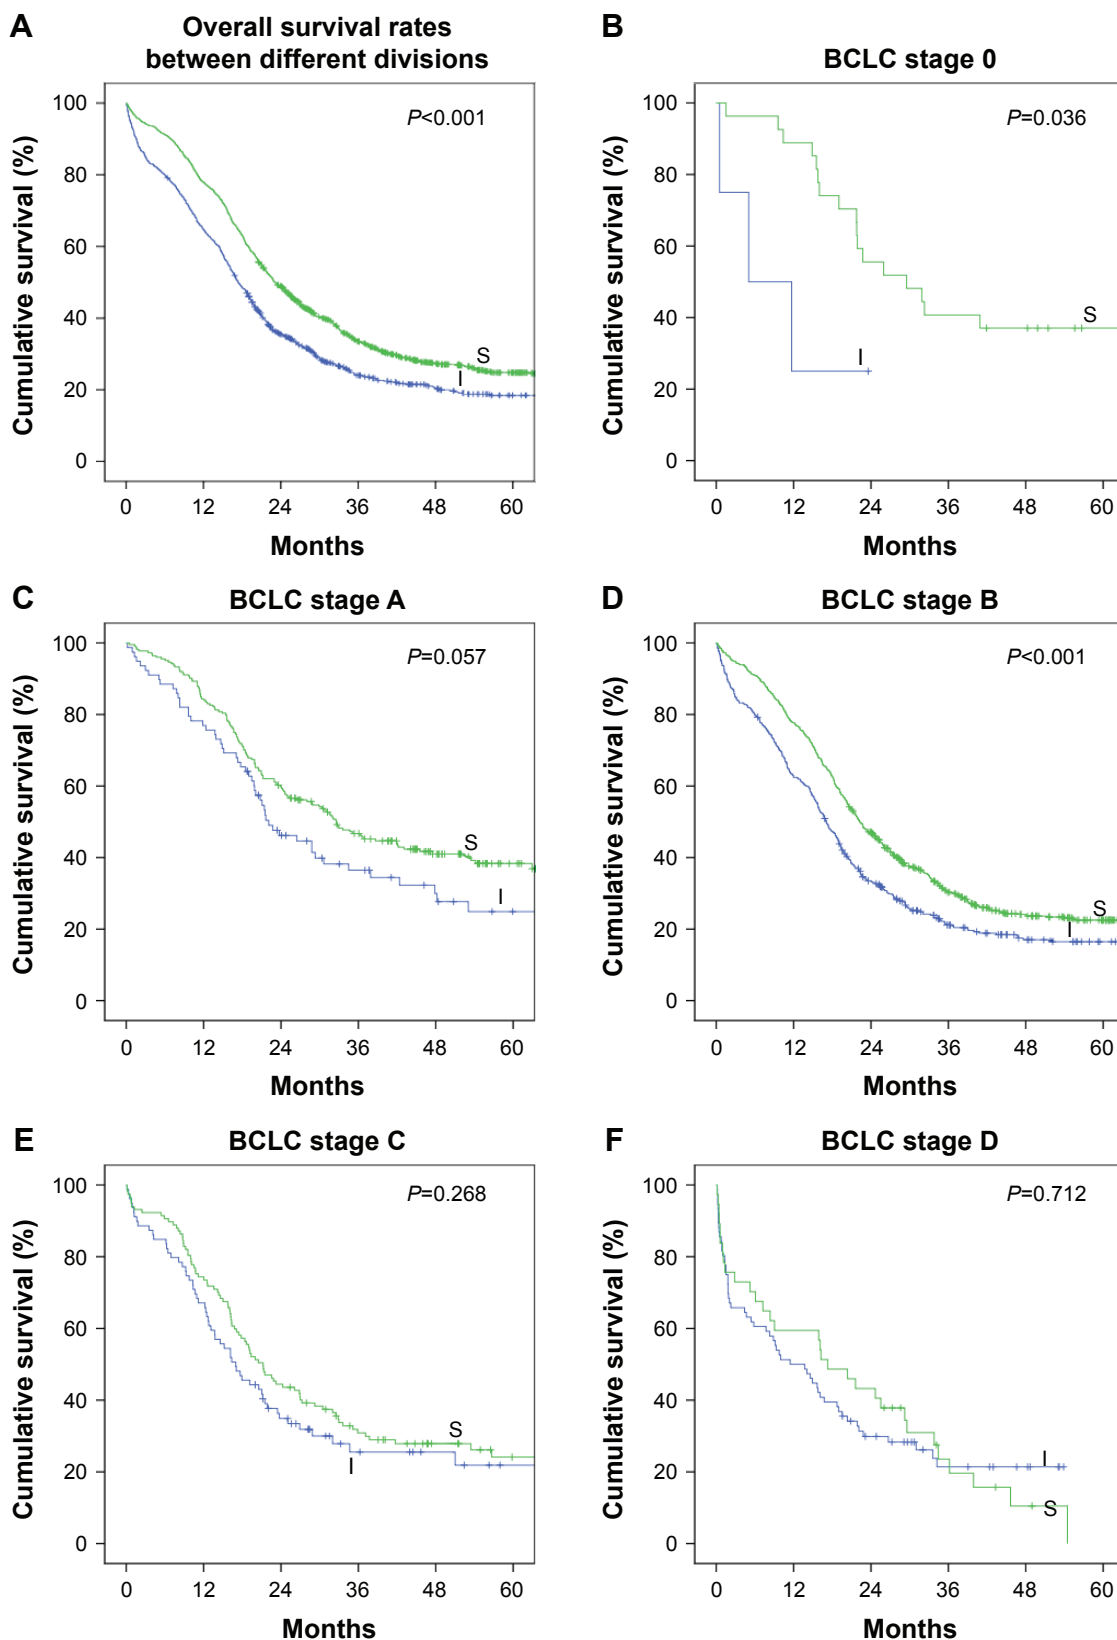 A
Overall survival rates
between different divisions
P<0.001
Cumulative survival (%)
100
80
60
40
20
0
S
I
0 12 24 36 48 60
Months
B
BCLC stage 0
P=0.036
Cumulative survival (%)
100
80
60
40
20
0
S
I
0 12 24 36 48 60
Months
C
BCLC stage A
P=0.057
Cumulative survival (%)
100
80
60
40
20
0
S
I
0 12 24 36 48 60
Months
D
BCLC stage B
P<0.001
Cumulative survival (%)
100
80
60
40
20
0
S
I
0 12 24 36 48 60
Months
E
BCLC stage C
P=0.268
Cumulative survival (%)
100
80
60
40
20
0
S
I
0 12 24 36 48 60
Months
F
BCLC stage D
P=0.712
Cumulative survival (%)
100
80
60
40
20
0
I
S
0 12 24 36 48 60
Months